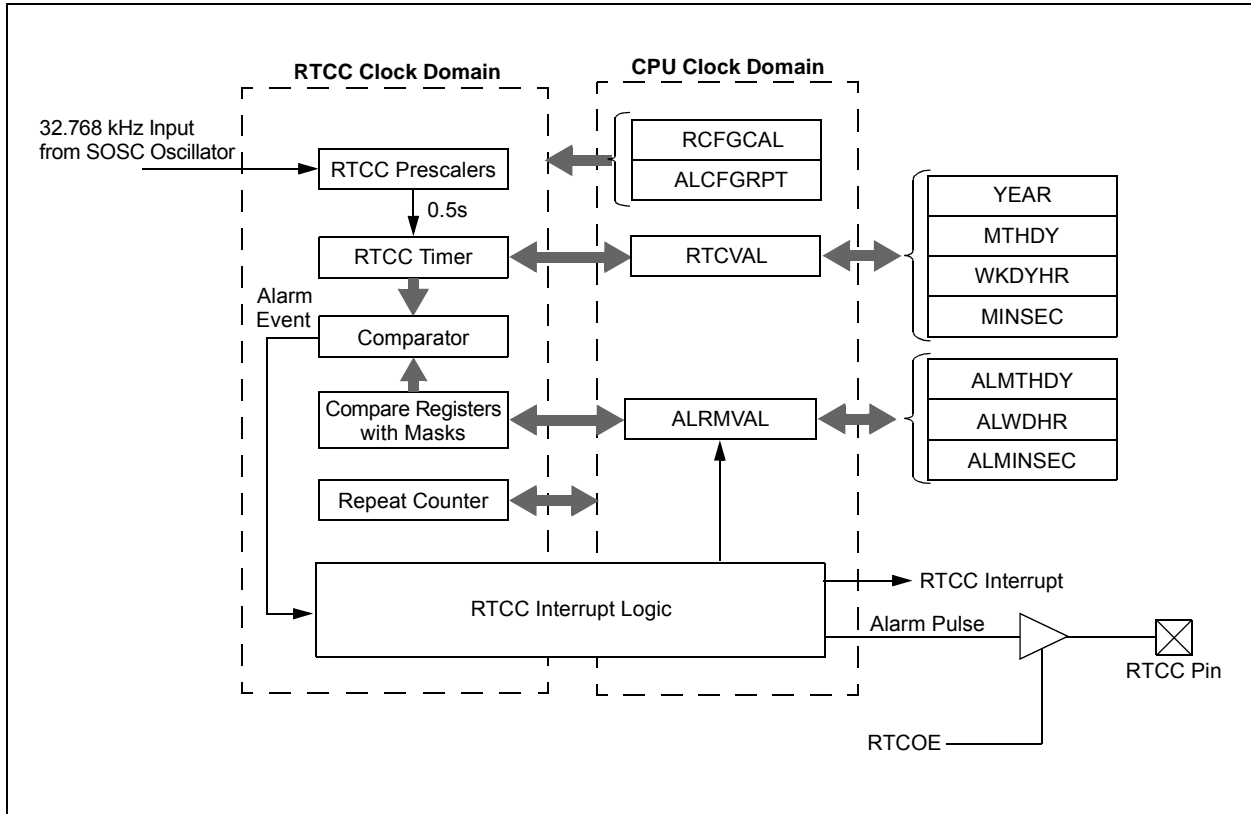 RTCC Clock Domain
CPU Clock Domain
32.768 kHz Input
from SOSC Oscillator
RTCC Prescalers
0.5s
RTCC Timer
Alarm
Event
Comparator
Compare Registers
with Masks
Repeat Counter
RTCC Interrupt Logic
RCFGCAL
ALCFGRPT
RTCVAL
ALRMVAL
YEAR
MTHDY
WKDYHR
MINSEC
ALMTHDY
ALWDHR
ALMINSEC
RTCC Interrupt
Alarm Pulse
RTCC Pin
RTCOE